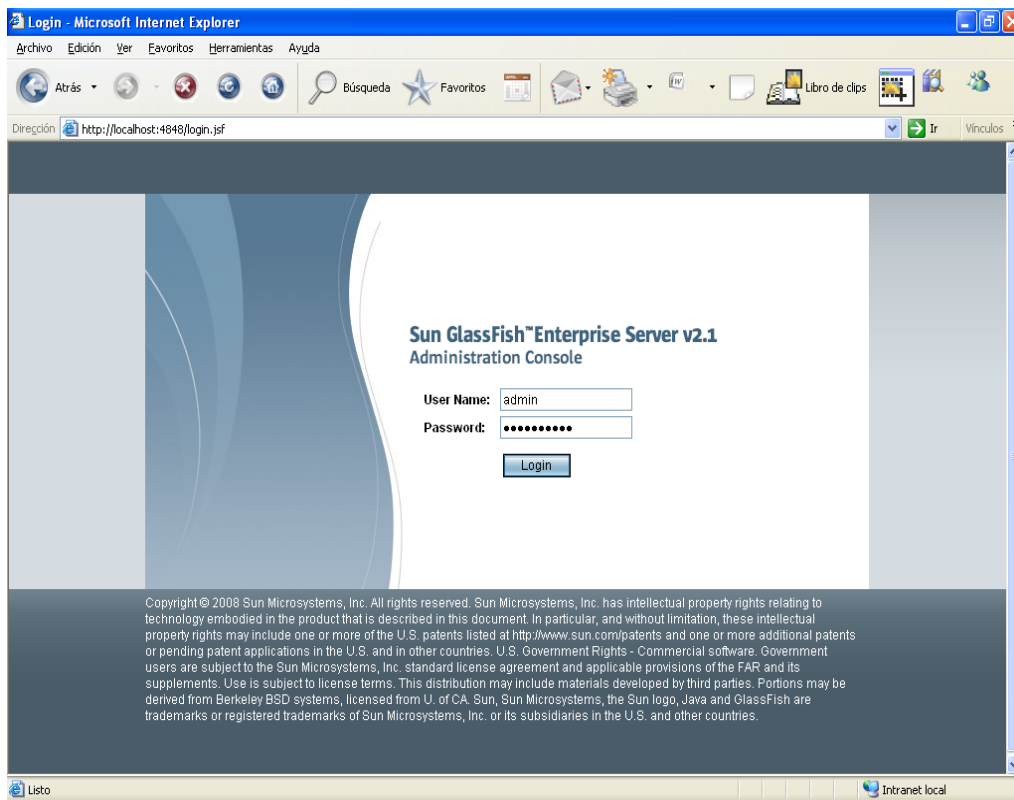 Login - Microsoft Internet Explorer
Archivo Edición Ver Favoritos Herramientas Ayuda
Atrás Búsqueda Favoritos Libro de clips
Dirección http://localhost:4848/login.jsf Ir Vínculos
Sun GlassFish™Enterprise Server v2.1
Administration Console
User Name: admin
Password: ••••••••••
Login
Copyright © 2008 Sun Microsystems, Inc. All rights reserved. Sun Microsystems, Inc. has intellectual property rights relating to
technology embodied in the product that is described in this document. In particular, and without limitation, these intellectual
property rights may include one or more of the U.S. patents listed at http://www.sun.com/patents and one or more additional patents
or pending patent applications in the U.S. and in other countries. U.S. Government Rights - Commercial software. Government
users are subject to the Sun Microsystems, Inc. standard license agreement and applicable provisions of the FAR and its
supplements. Use is subject to license terms. This distribution may include materials developed by third parties. Portions may be
derived from Berkeley BSD systems, licensed from U. of CA. Sun, Sun Microsystems, the Sun logo, Java and GlassFish are
trademarks or registered trademarks of Sun Microsystems, Inc. or its subsidiaries in the U.S. and other countries.
Listo Intranet local